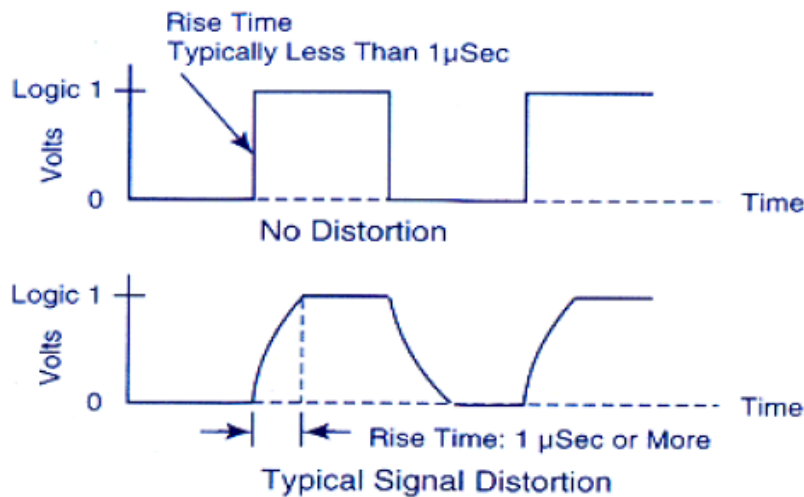 Rise Time
Typically Less Than 1μSec
Logic 1
Volts
0
Time
No Distortion
Logic 1
Volts
0
Time
Rise Time: 1 μSec or More
Typical Signal Distortion